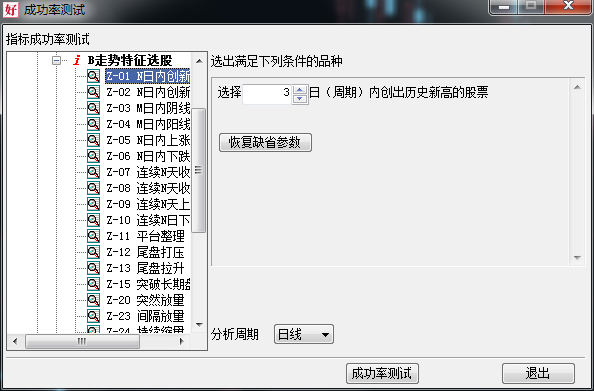 好 成功率测试
指标成功率测试
i B走势特征选股
Z-01 N日内创新
Z-02 N日内创新
Z-03 M日内阴线
Z-04 M日内阳线
Z-05 N日内上涨
Z-06 N日内下跌
Z-07 连续N天收
Z-08 连续N天收
Z-09 连续N天上
Z-10 连续N日下
Z-11 平台整理
Z-12 尾盘打压
Z-13 尾盘拉升
Z-15 突破长期盘
Z-20 突然放量
Z-23 间隔放量
Z-24 持续缩量
选出满足下列条件的品种
选择 3 日（周期）内创出历史新高的股票
恢复缺省参数
分析周期 日线
成功率测试 退出